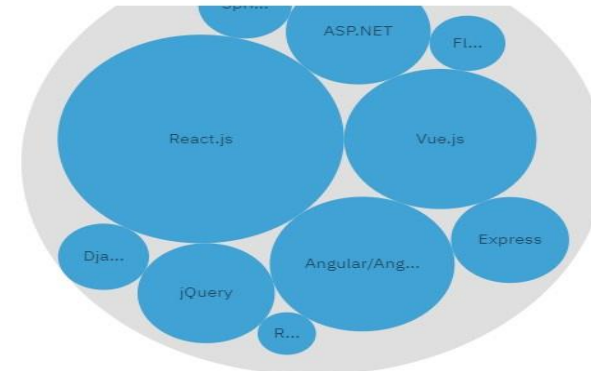 ASP.NET
Fl...
React.js
Vue.js
Express
Dja...
Angular/Ang...
jQuery
R...